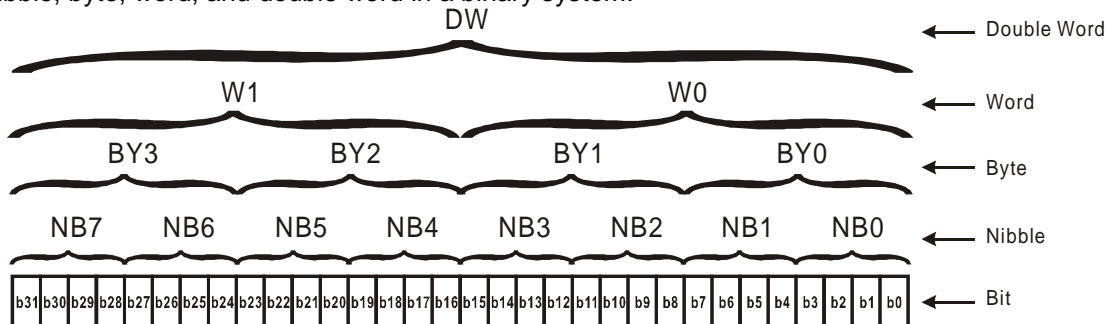 byte, word, and double word in a binary system.
DW Double Word
W1 W0 Word
BY3 BY2 BY1 BY0 Byte
NB7 NB6 NB5 NB4 NB3 NB2 NB1 NB0 Nibble
b31 b30 b29 b28 b27 b26 b25 b24 b23 b22 b21 b20 b19 b18 b17 b16 b15 b14 b13 b12 b11 b10 b9 b8 b7 b6 b5 b4 b3 b2 b1 b0 Bit